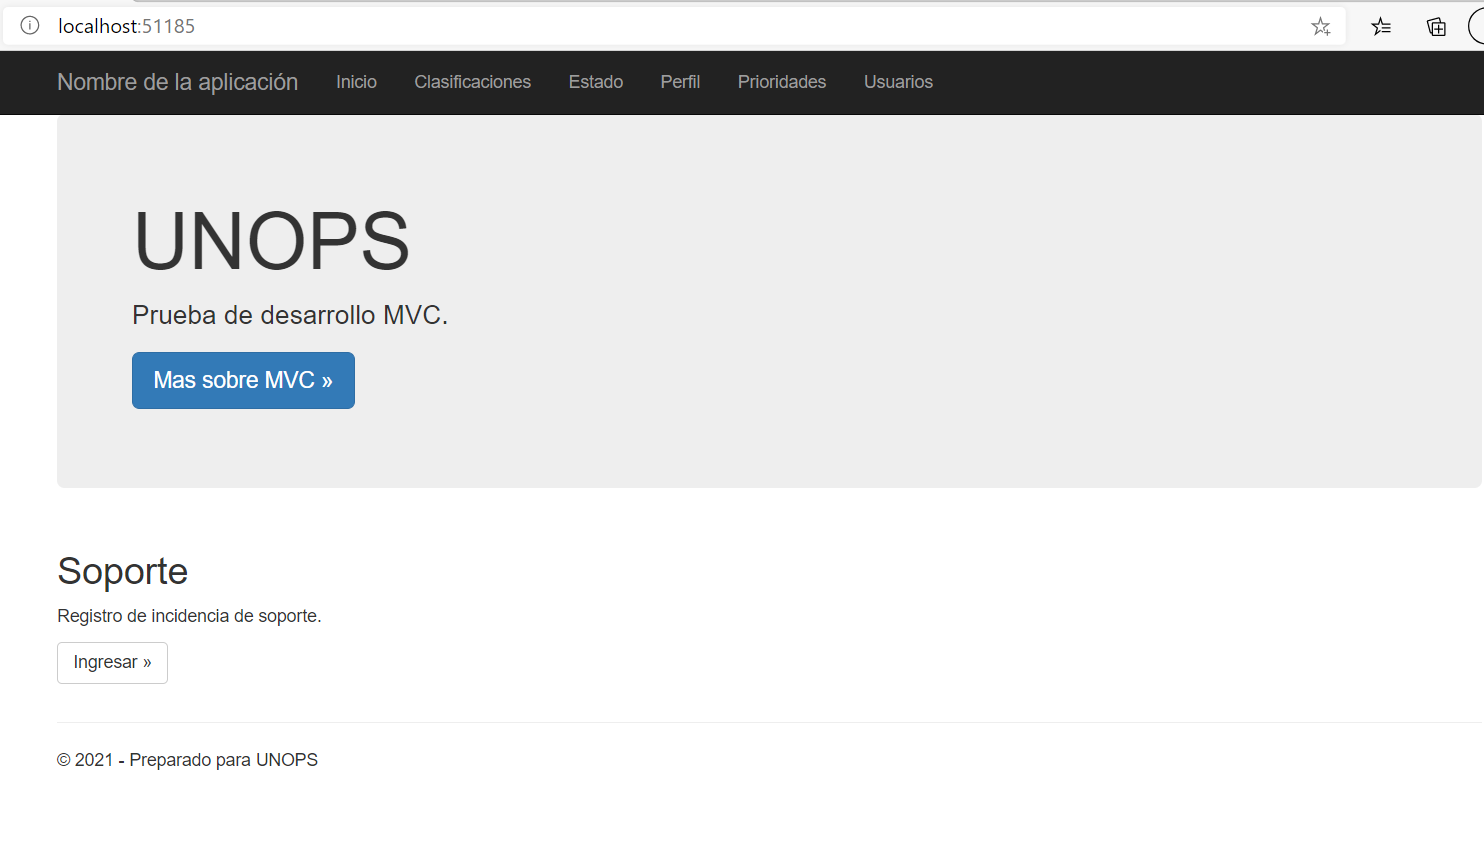 localhost:51185
Nombre de la aplicación Inicio Clasificaciones Estado Perfil Prioridades Usuarios
UNOPS
Prueba de desarrollo MVC.
Mas sobre MVC »
Soporte
Registro de incidencia de soporte.
Ingresar »
© 2021 - Preparado para UNOPS